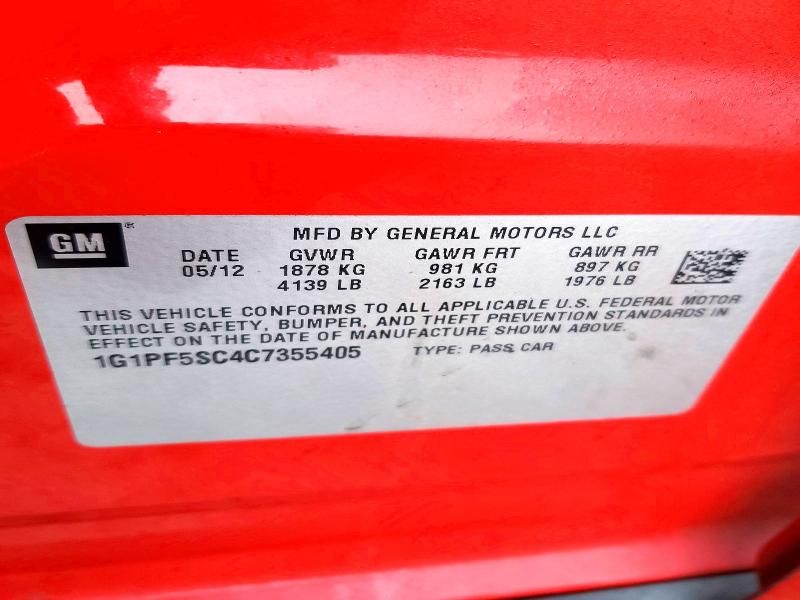 GM®
MFD BY GENERAL MOTORS LLC
DATE GVWR GAWR FRT GAWR RR
05/12 1878 KG 981 KG 897 KG
4139 LB 2163 LB 1976 LB
THIS VEHICLE CONFORMS TO ALL APPLICABLE U.S. FEDERAL MOTOR
VEHICLE SAFETY, BUMPER, AND THEFT PREVENTION STANDARDS IN
EFFECT ON THE DATE OF MANUFACTURE SHOWN ABOVE.
1G1PF5SC4C7355405 TYPE: PASS CAR